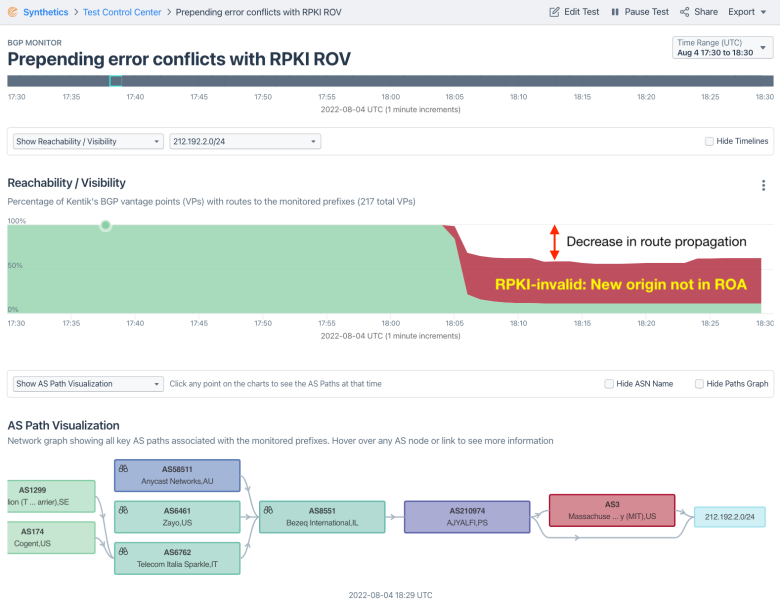 Synthetics > Test Control Center > Prepending error conflicts with RPKI ROV
Edit Test Pause Test Share Export
BGP MONITOR
Prepending error conflicts with RPKI ROV
Time Range (UTC)
Aug 4 17:30 to 18:30
17:30 17:35 17:40 17:45 17:50 17:55 18:00 18:05 18:10 18:15 18:20 18:25 18:30
2022-08-04 UTC (1 minute increments)
Show Reachability / Visibility 212.192.2.0/24 Hide Timelines
Reachability / Visibility
Percentage of Kentik's BGP vantage points (VPs) with routes to the monitored prefixes (217 total VPs)
100%
Decrease in route propagation
50%
RPKI-invalid: New origin not in ROA
0%
17:30 17:35 17:40 17:45 17:50 17:55 18:00 18:05 18:10 18:15 18:20 18:25 18:30
2022-08-04 UTC (1 minute increments)
Show AS Path Visualization Click any point on the charts to see the AS Paths at that time Hide ASN Name Hide Paths Graph
AS Path Visualization
Network graph showing all key AS paths associated with the monitored prefixes. Hover over any AS node or link to see more information
AS1299
lion (T ... arrier),SE
AS174
Cogent,US
AS58511
Anycast Networks,AU
AS6461
Zayo,US
AS6762
Telecom Italia Sparkle,IT
AS8551
Bezeq International,IL
AS210974
AJYALFI,PS
AS3
Massachuse ... y (MIT),US
212.192.2.0/24
2022-08-04 18:29 UTC